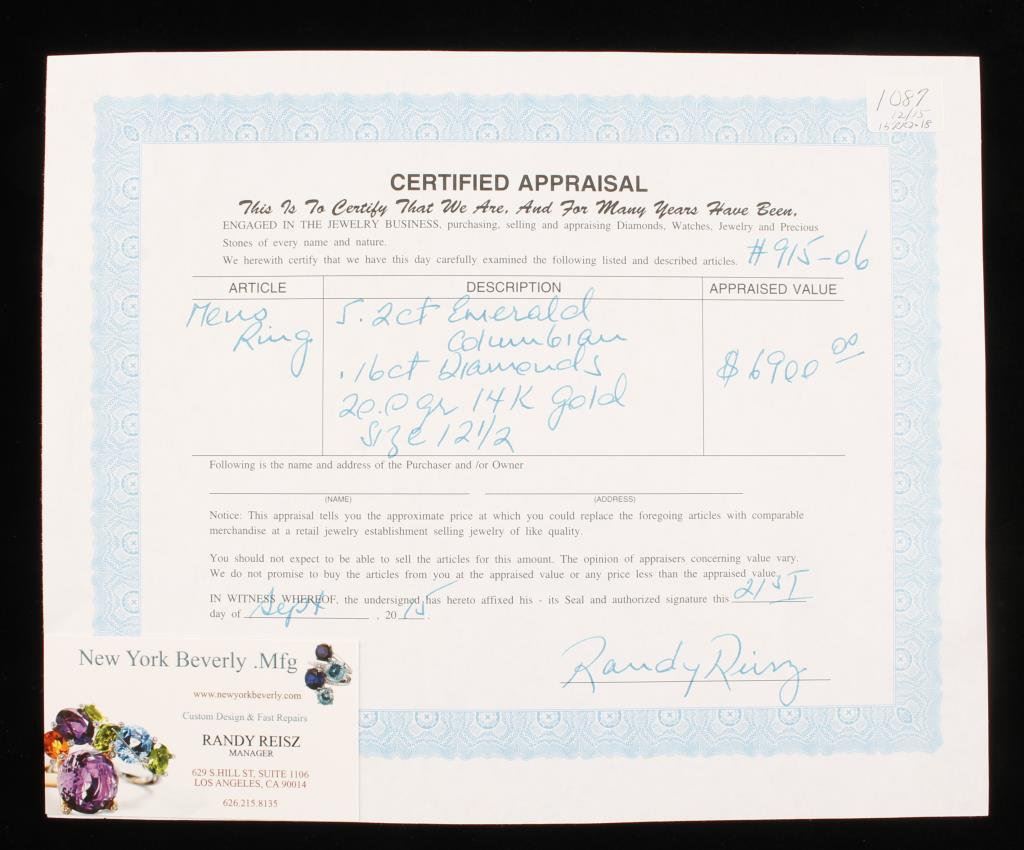 1087
12/15
CERTIFIED APPRAISAL
This Is To Certify That We Are, And For Many Years Have Been,
ENGAGED IN THE JEWELRY BUSINESS, purchasing, selling and appraising Diamonds, Watches, Jewelry and Precious
Stones of every name and nature.
We herewith certify that we have this day carefully examined the following listed and described articles. #915-06
ARTICLE DESCRIPTION APPRAISED VALUE
Mens Ring
5.2ct Emerald
Columbian
.16ct Diamonds
20.0 gr 14K gold
Size 12 1/2
$6900 00
Following is the name and address of the Purchaser and /or Owner
(NAME) (ADDRESS)
Notice: This appraisal tells you the approximate price at which you could replace the foregoing articles with comparable
merchandise at a retail jewelry establishment selling jewelry of like quality.
You should not expect to be able to sell the articles for this amount. The opinion of appraisers concerning value vary.
We do not promise to buy the articles from you at the appraised value or any price less than the appraised value.
IN WITNESS WHEREOF, the undersigned has hereto affixed his - its Seal and authorized signature this 21st
day of Sept , 20 15.
Randy Reisz
New York Beverly .Mfg
www.newyorkbeverly.com
Custom Design & Fast Repairs
RANDY REISZ
MANAGER
629 S.HILL ST, SUITE 1106
LOS ANGELES, CA 90014
626.215.8135